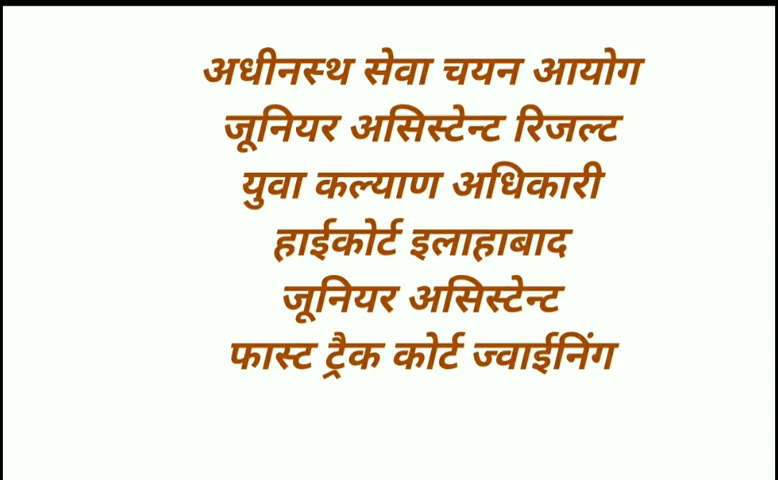 अधीनस्थ सेवा चयन आयोग
जूनियर असिस्टेन्ट रिजल्ट
युवा कल्याण अधिकारी
हाईकोर्ट इलाहाबाद
जूनियर असिस्टेन्ट
फास्ट ट्रैक कोर्ट ज्वाईनिंग